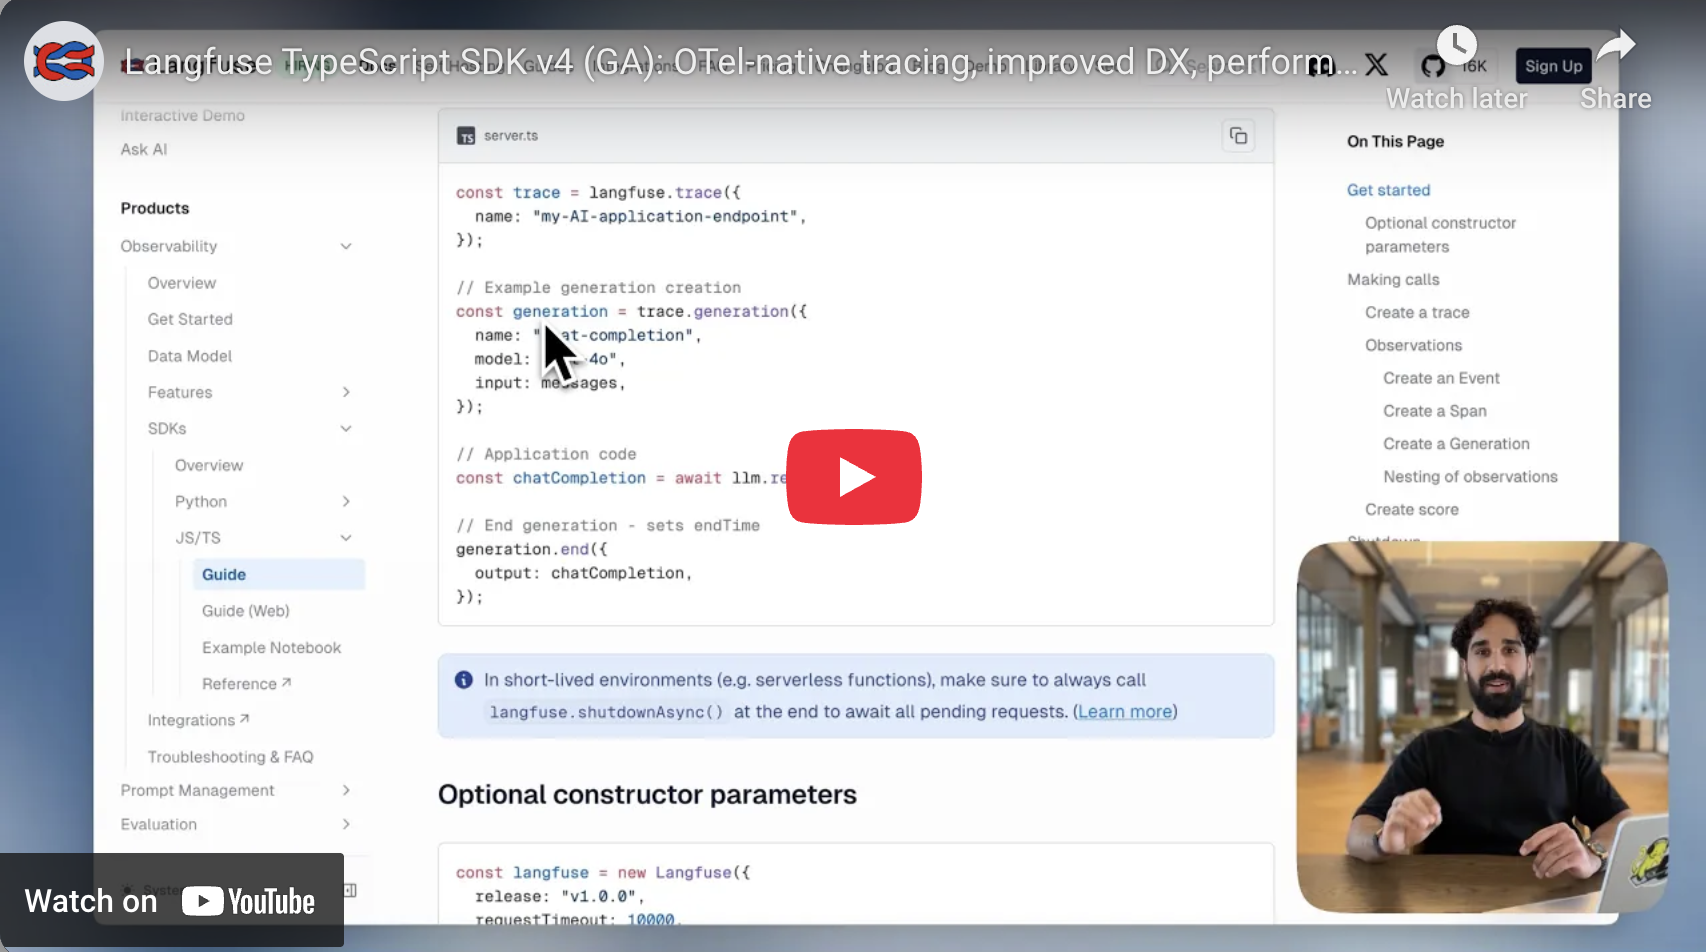 Langfuse TypeScript SDK v4 (GA): OTel-native tracing, improved DX, perform...
16K
Sign Up
Watch later
Share
Interactive Demo
Ask AI
Products
Observability
Overview
Get Started
Data Model
Features
SDKs
Overview
Python
JS/TS
Guide
Guide (Web)
Example Notebook
Reference
Integrations
Troubleshooting & FAQ
Prompt Management
Evaluation
TS server.ts
const trace = langfuse.trace({
name: "my-AI-application-endpoint",
});
// Example generation creation
const generation = trace.generation({
name: "at-completion",
model: 4o",
input: messages,
});
// Application code
const chatCompletion = await llm.re
// End generation - sets endTime
generation.end({
output: chatCompletion,
});
In short-lived environments (e.g. serverless functions), make sure to always call
langfuse.shutdownAsync() at the end to await all pending requests. (Learn more)
Optional constructor parameters
const langfuse = new Langfuse({
release: "v1.0.0",
requestTimeout: 10000,
On This Page
Get started
Optional constructor
parameters
Making calls
Create a trace
Observations
Create an Event
Create a Span
Create a Generation
Nesting of observations
Create score
Shutdown
Watch on YouTube